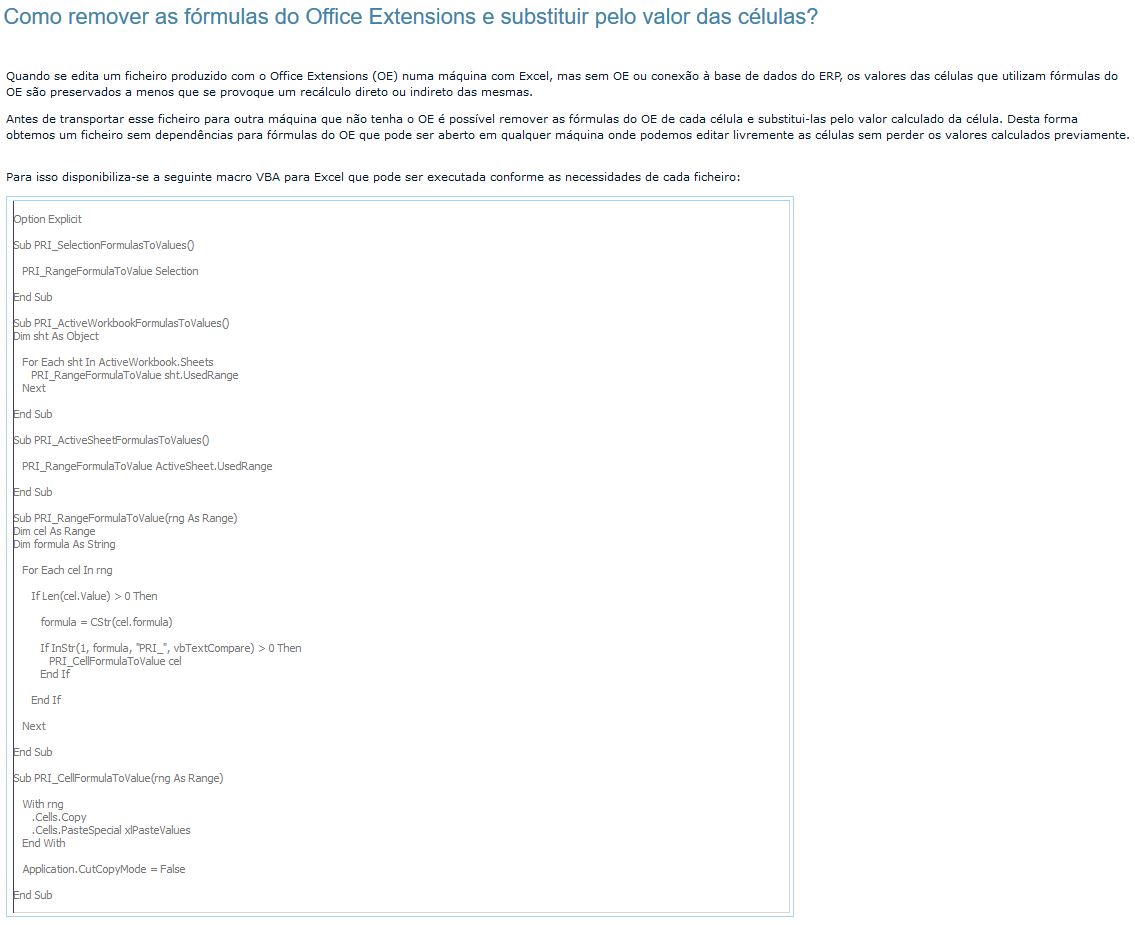 Como remover as fórmulas do Office Extensions e substituir pelo valor das células?
Quando se edita um ficheiro produzido com o Office Extensions (OE) numa máquina com Excel, mas sem OE ou conexão à base de dados do ERP, os valores das células que utilizam fórmulas do
OE são preservados a menos que se provoque um recálculo direto ou indireto das mesmas.
Antes de transportar esse ficheiro para outra máquina que não tenha o OE é possível remover as fórmulas do OE de cada célula e substitui-las pelo valor calculado da célula. Desta forma
obtemos um ficheiro sem dependências para fórmulas do OE que pode ser aberto em qualquer máquina onde podemos editar livremente as células sem perder os valores calculados previamente.
Para isso disponibiliza-se a seguinte macro VBA para Excel que pode ser executada conforme as necessidades de cada ficheiro:
Option Explicit
Sub PRI_SelectionFormulasToValues()
PRI_RangeFormulaToValue Selection
End Sub
Sub PRI_ActiveWorkbookFormulasToValues()
Dim sht As Object
For Each sht In ActiveWorkbook.Sheets
PRI_RangeFormulaToValue sht.UsedRange
Next
End Sub
Sub PRI_ActiveSheetFormulasToValues()
PRI_RangeFormulaToValue ActiveSheet.UsedRange
End Sub
Sub PRI_RangeFormulaToValue(rng As Range)
Dim cel As Range
Dim formula As String
For Each cel In rng
If Len(cel.Value) > 0 Then
formula = CStr(cel.formula)
If InStr(1, formula, "PRI_", vbTextCompare) > 0 Then
PRI_CellFormulaToValue cel
End If
End If
Next
End Sub
Sub PRI_CellFormulaToValue(rng As Range)
With rng
.Cells.Copy
.Cells.PasteSpecial xlPasteValues
End With
Application.CutCopyMode = False
End Sub